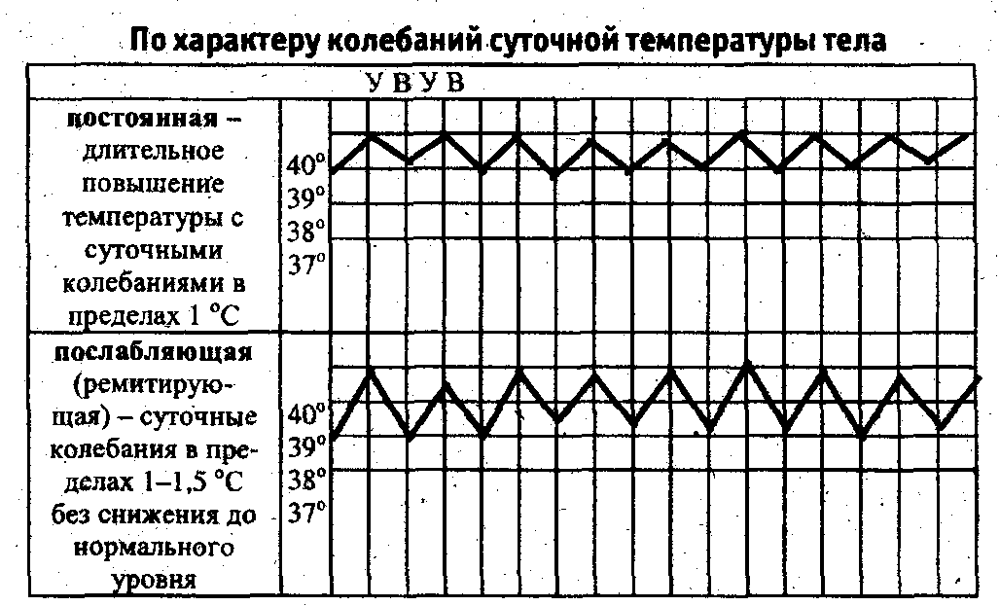 По характеру колебаний суточной температуры тела
У В У В
постоянная –
длительное
повышение
температуры с
суточными
колебаниями в
пределах 1 °С
40°
39°
38°
37°
послабляющая
(ремитирую-
щая) – суточные
колебания в пре-
делах 1–1,5 °С
без снижения до
нормального
уровня
40°
39°
38°
37°